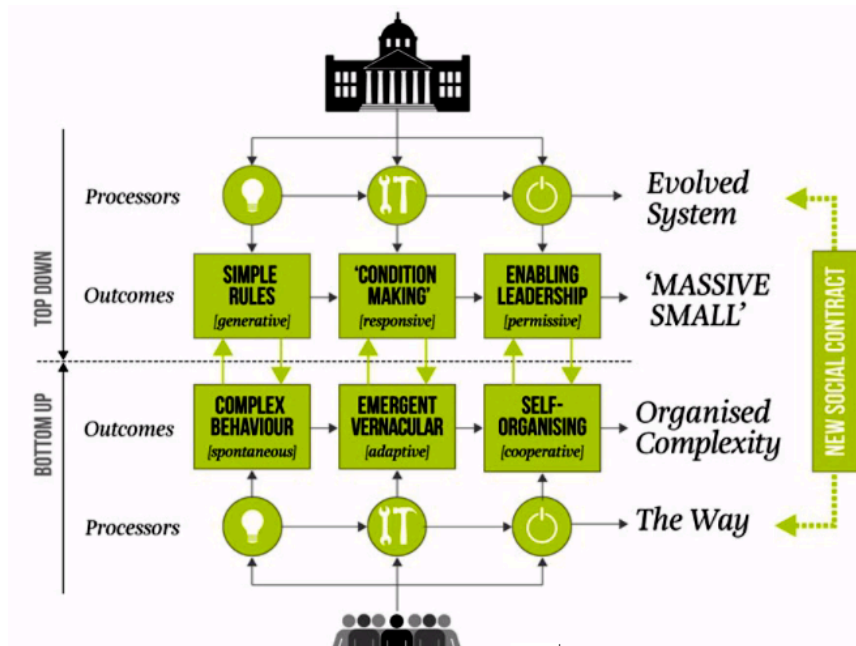 Processors
Evolved
System
TOP DOWN
Outcomes
SIMPLE
RULES
[generative]
‘CONDITION
MAKING’
[responsive]
ENABLING
LEADERSHIP
[permissive]
‘MASSIVE
SMALL’
NEW SOCIAL CONTRACT
BOTTOM UP
Outcomes
COMPLEX
BEHAVIOUR
[spontaneous]
EMERGENT
VERNACULAR
[adaptive]
SELF-
ORGANISING
[cooperative]
Organised
Complexity
Processors
The Way